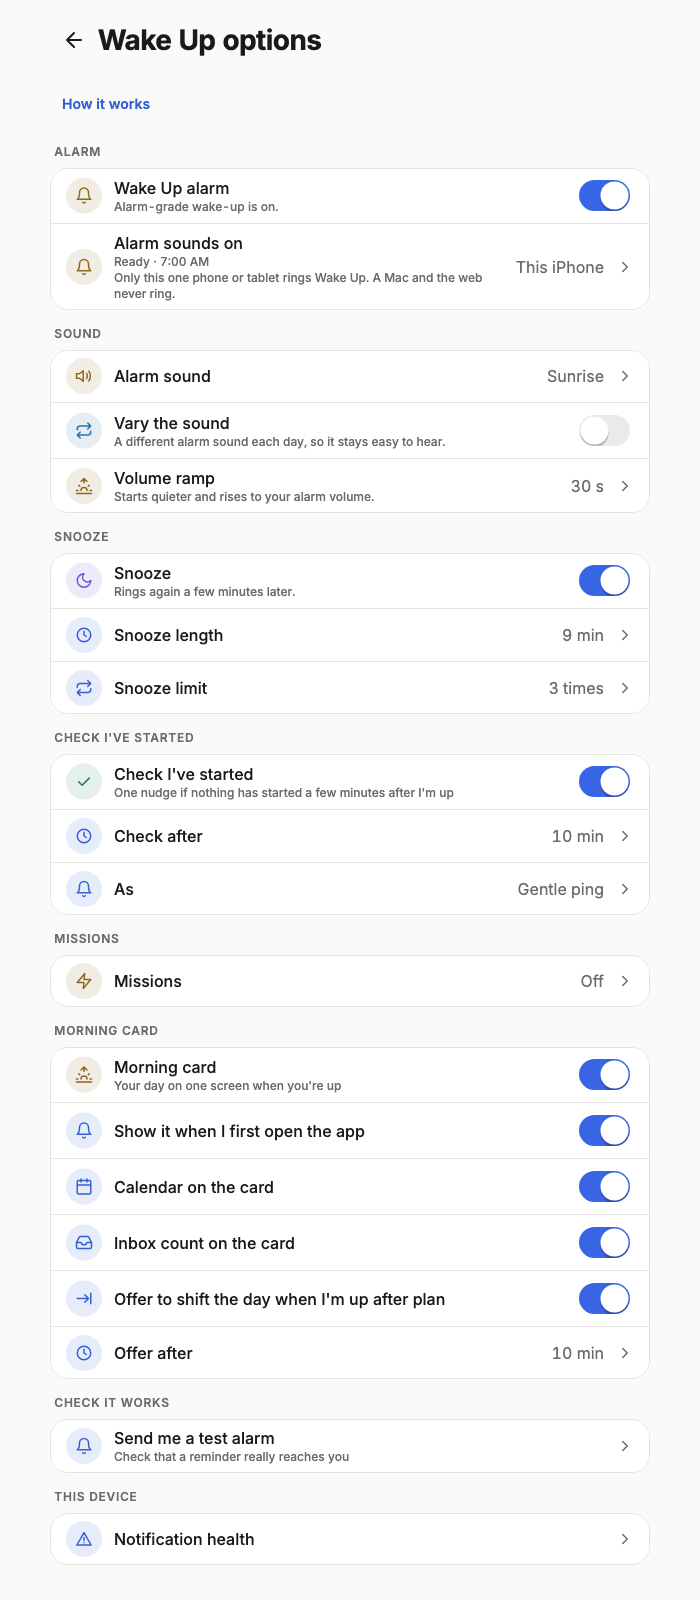 Wake Up options
How it works
ALARM
Wake Up alarm
Alarm-grade wake-up is on.
Alarm sounds on
Ready · 7:00 AM
Only this one phone or tablet rings Wake Up. A Mac and the web
never ring.
This iPhone
SOUND
Alarm sound
Sunrise
Vary the sound
A different alarm sound each day, so it stays easy to hear.
Volume ramp
Starts quieter and rises to your alarm volume.
30 s
SNOOZE
Snooze
Rings again a few minutes later.
Snooze length
9 min
Snooze limit
3 times
CHECK I'VE STARTED
Check I've started
One nudge if nothing has started a few minutes after I'm up
Check after
10 min
As
Gentle ping
MISSIONS
Missions
Off
MORNING CARD
Morning card
Your day on one screen when you're up
Show it when I first open the app
Calendar on the card
Inbox count on the card
Offer to shift the day when I'm up after plan
Offer after
10 min
CHECK IT WORKS
Send me a test alarm
Check that a reminder really reaches you
THIS DEVICE
Notification health